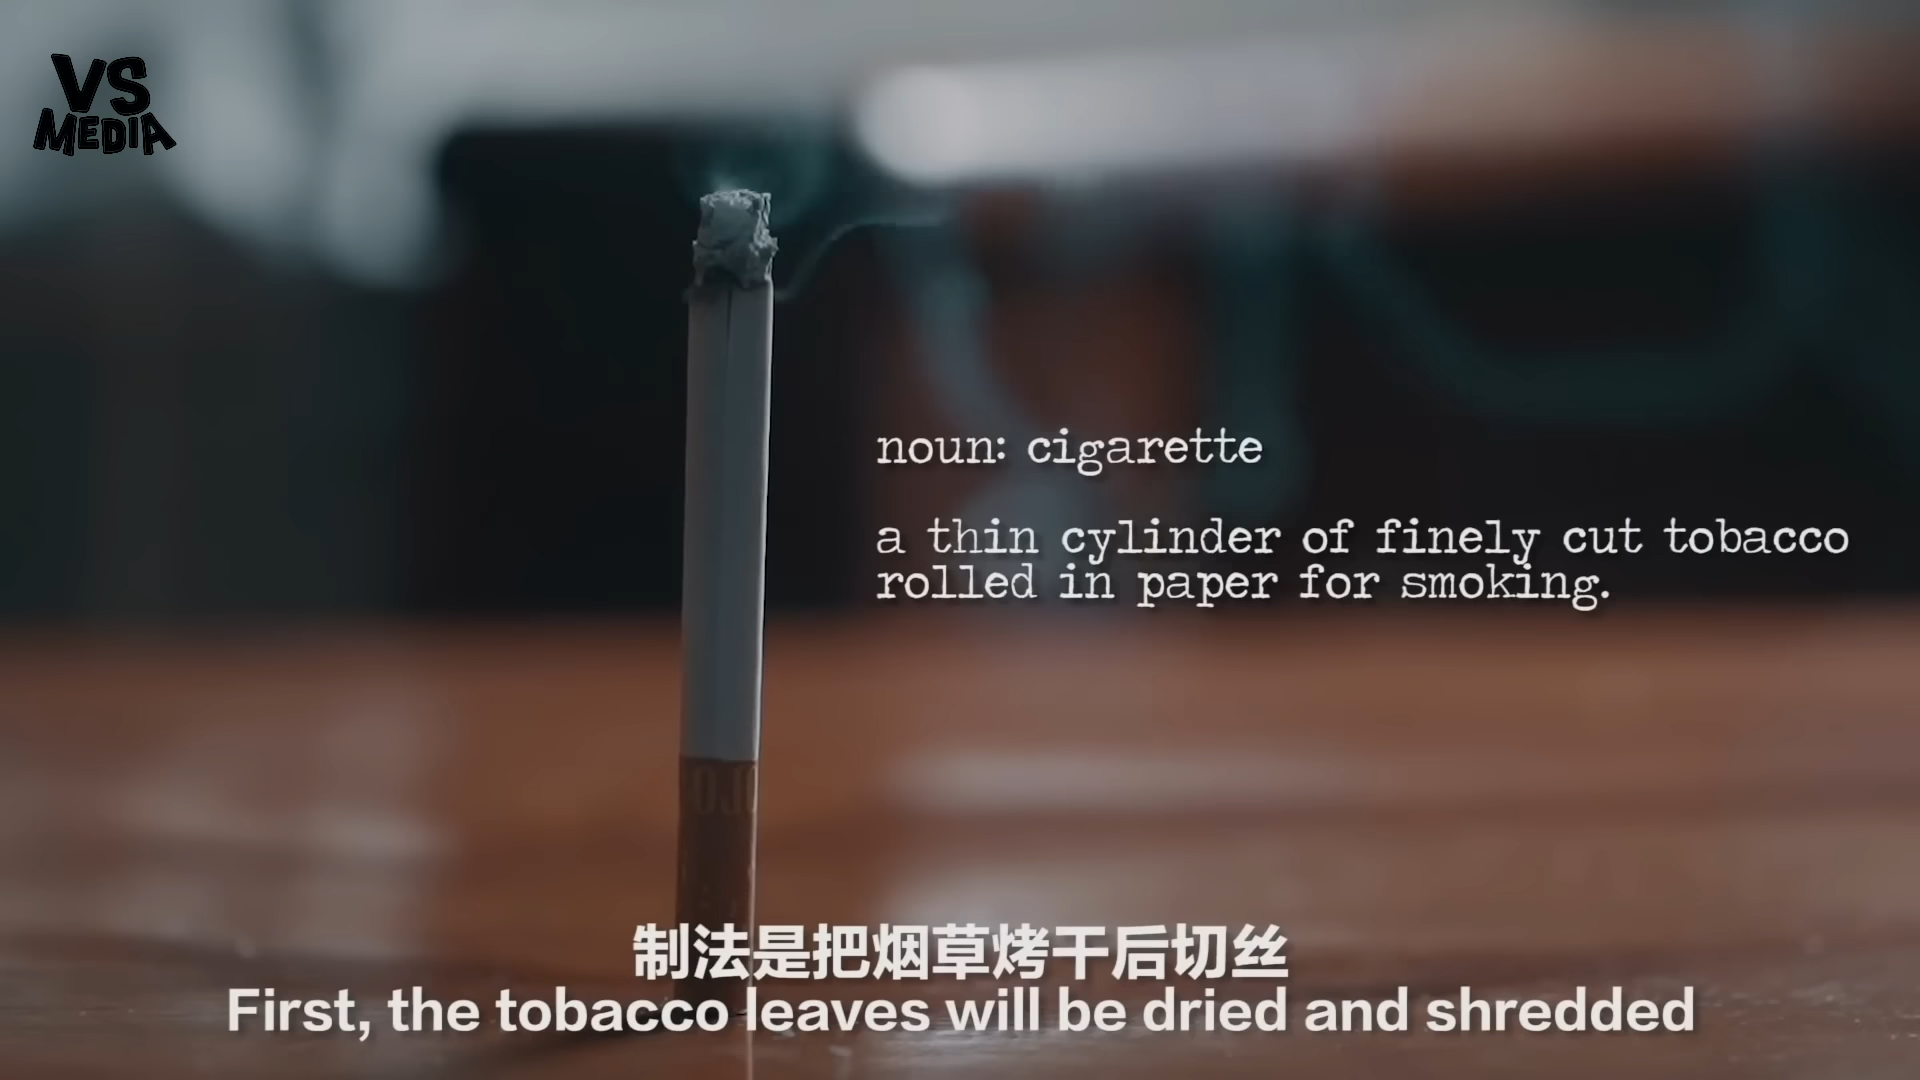 VS
MEDIA
noun: cigarette
a thin cylinder of finely cut tobacco
rolled in paper for smoking.
制法是把烟草烤干后切丝
First, the tobacco leaves will be dried and shredded